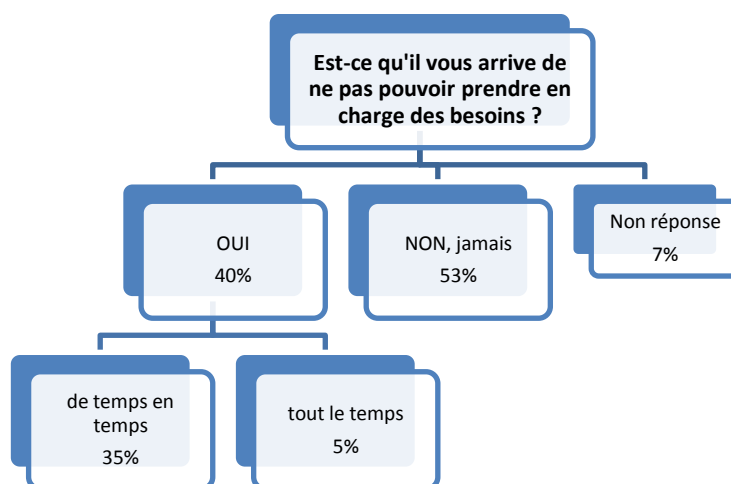 Est-ce qu'il vous arrive de
ne pas pouvoir prendre en
charge des besoins ?
OUI
40%
NON, jamais
53%
Non réponse
7%
de temps en
temps
35%
tout le temps
5%